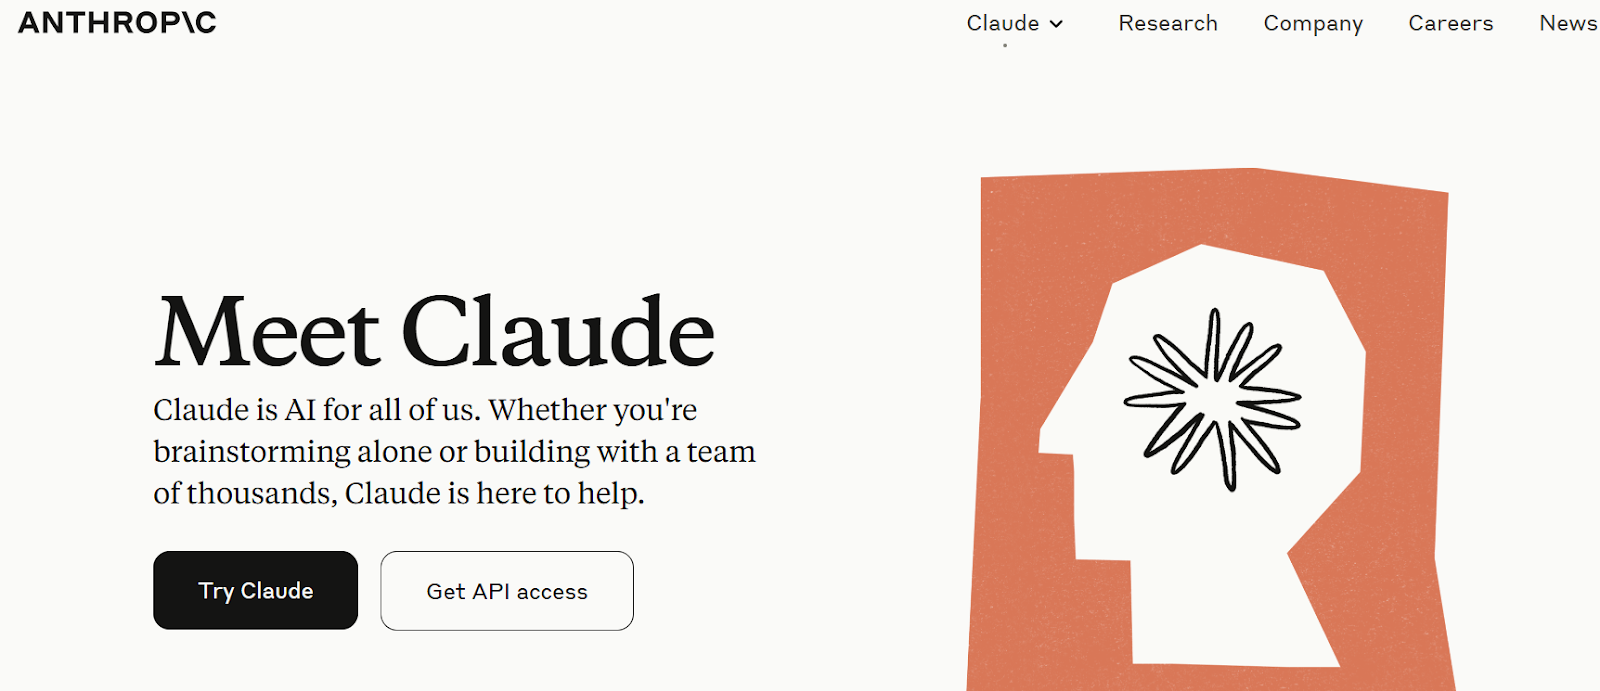 ANTHROP\C
Claude Research Company Careers News
Meet Claude
Claude is AI for all of us. Whether you're
brainstorming alone or building with a team
of thousands, Claude is here to help.
Try Claude Get API access